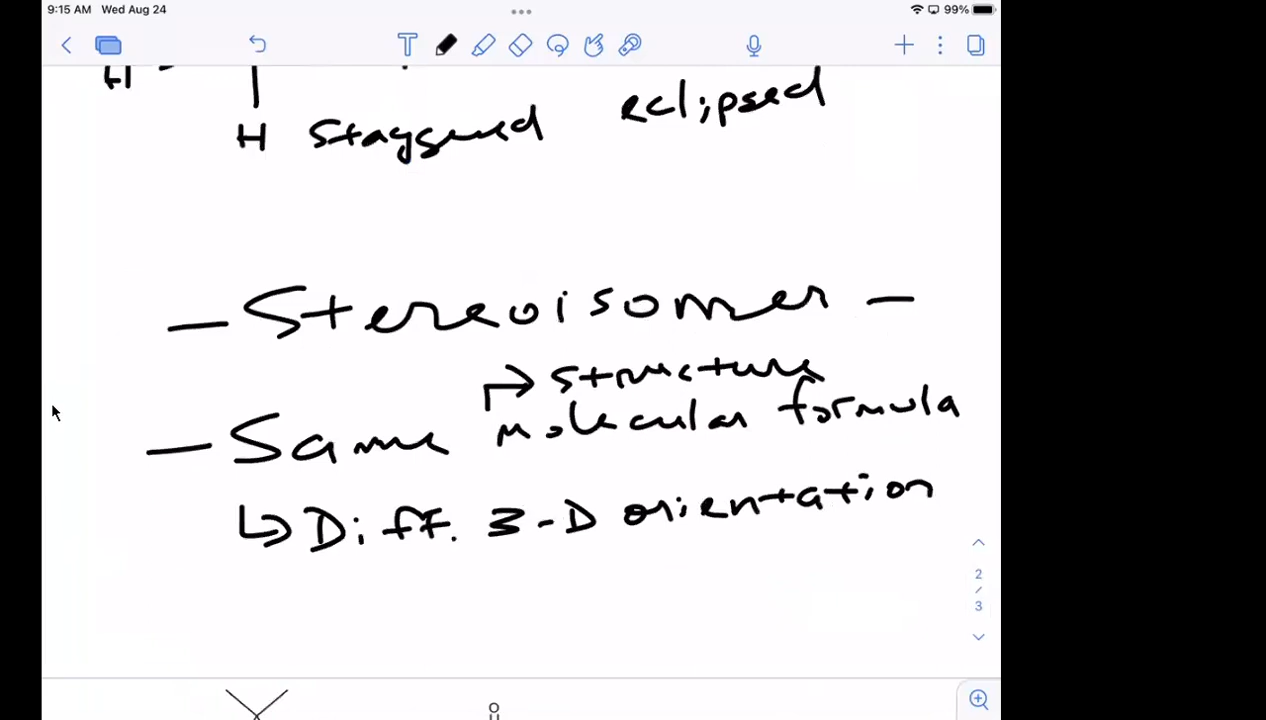 9:15 AM Wed Aug 24
99%
T
H
H staggered eclipsed
- Stereoisomer -
↱ structure
- Same molecular formula
↳ Diff. 3-D orientation
2
/
3
O